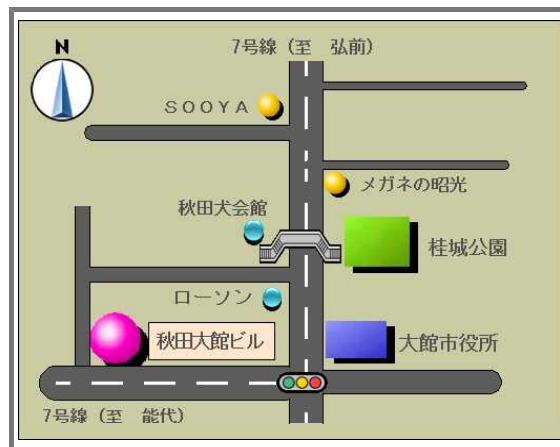 7号線（至　弘前）
N
ＳＯＯＹＡ
メガネの昭光
秋田犬会館
桂城公園
ローソン
秋田大館ビル
大館市役所
7号線（至　能代）